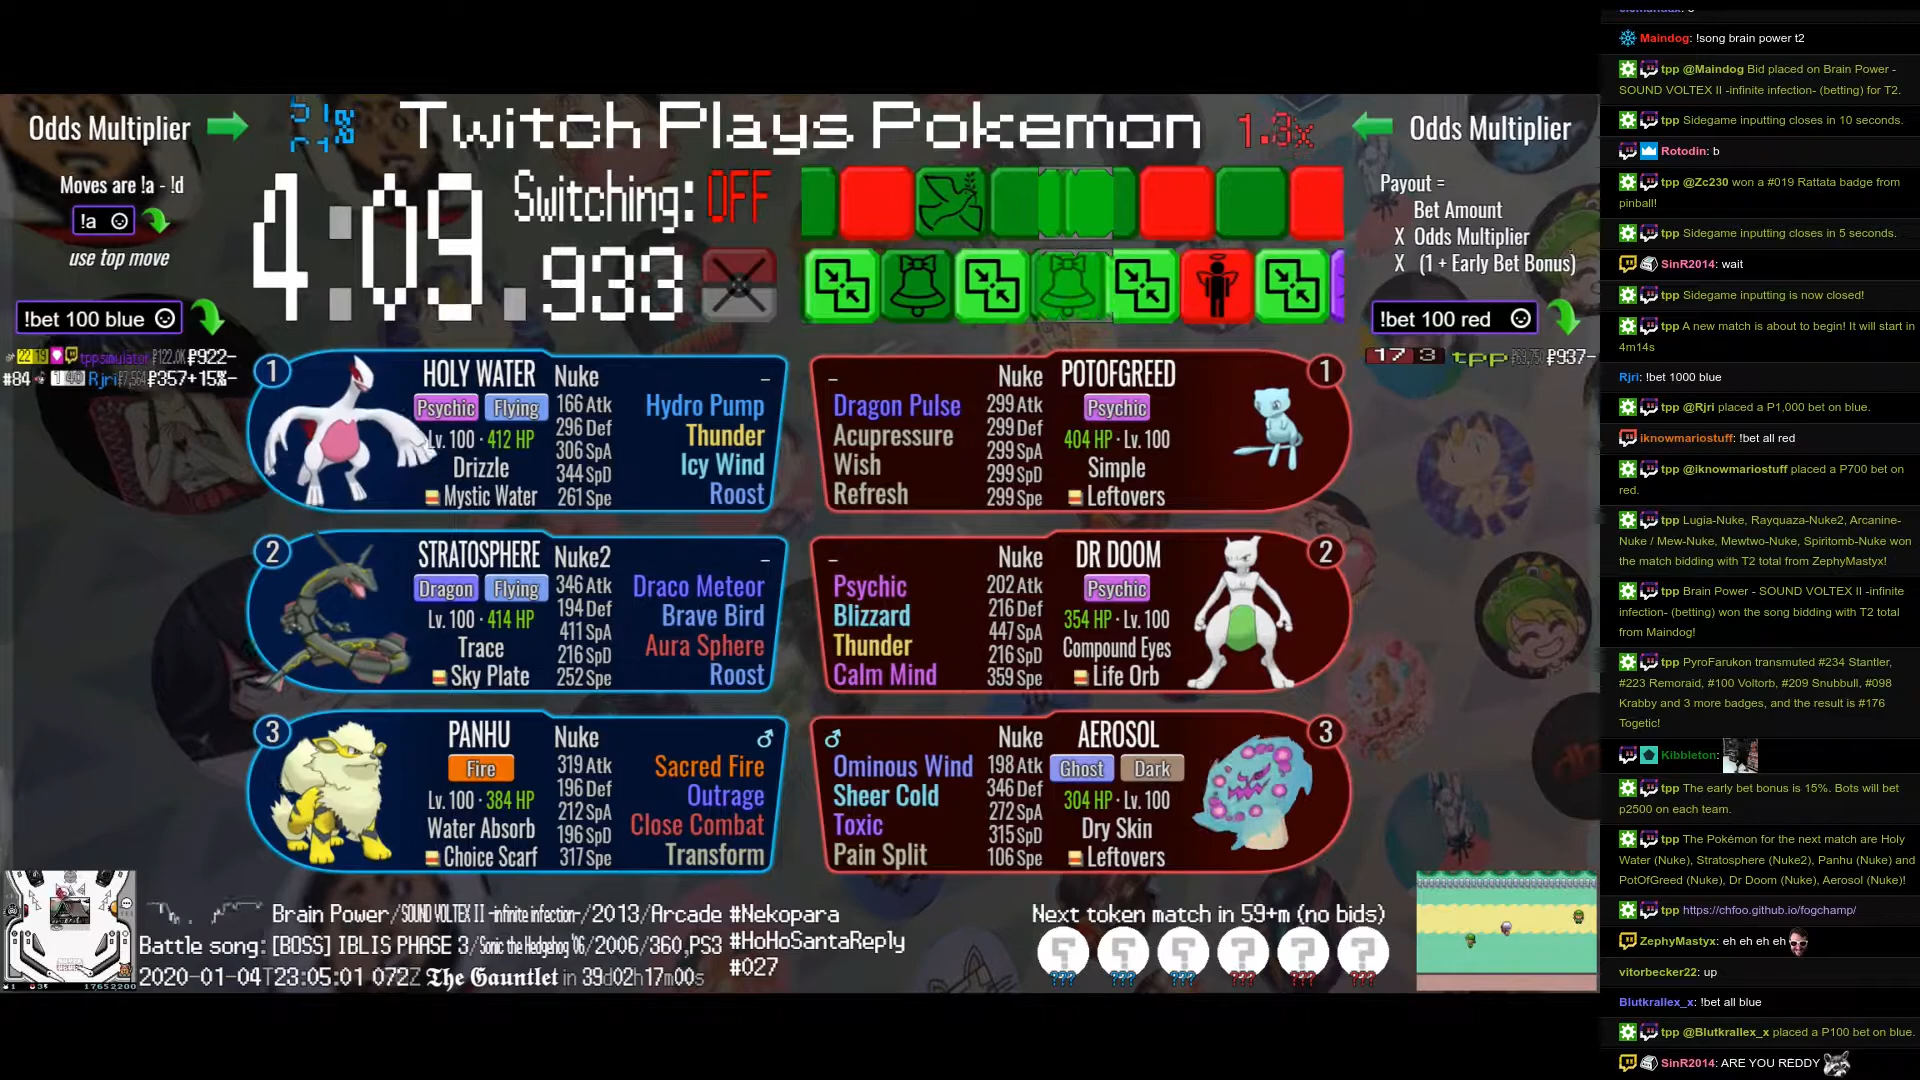 Odds Multiplier
Twitch Plays Pokemon
1.3x
Odds Multiplier
Moves are !a - !d
!a
use top move
4:09.933
Switching: OFF
Payout =
Bet Amount
X Odds Multiplier
X (1 + Early Bet Bonus)
!bet 100 blue
!bet 100 red
22 19 tppsimulator ₽122.0K ₽922-
#84 Rjri ₽357+15%-
17 3 tpp ₽937-
1 HOLY WATER Nuke –
Psychic Flying 166 Atk Hydro Pump
Lv. 100 · 412 HP 296 Def Thunder
Drizzle 306 SpA Icy Wind
Mystic Water 344 SpD Roost
261 Spe
– Nuke POTOFGREED 1
Dragon Pulse 299 Atk Psychic
Acupressure 299 Def 404 HP · Lv. 100
Wish 299 SpA Simple
Refresh 299 SpD Leftovers
299 Spe
2 STRATOSPHERE Nuke2 –
Dragon Flying 346 Atk Draco Meteor
Lv. 100 · 414 HP 194 Def Brave Bird
Trace 411 SpA Aura Sphere
Sky Plate 216 SpD Roost
252 Spe
– Nuke DR DOOM 2
Psychic 202 Atk Psychic
Blizzard 216 Def 354 HP · Lv. 100
Thunder 447 SpA Compound Eyes
Calm Mind 216 SpD Life Orb
359 Spe
3 PANHU Nuke ♂
Fire 319 Atk Sacred Fire
Lv. 100 · 384 HP 196 Def Outrage
Water Absorb 212 SpA Close Combat
Choice Scarf 196 SpD Transform
317 Spe
♂ Nuke AEROSOL 3
Ominous Wind 198 Atk Ghost Dark
Sheer Cold 346 Def 304 HP · Lv. 100
Toxic 272 SpA Dry Skin
Pain Split 315 SpD Leftovers
106 Spe
Brain Power/SOUND VOLTEX II -infinite infection-/2013/Arcade #Nekopara
Battle song: [BOSS] IBLIS PHASE 3/Sonic the Hedgehog '06/2006/360,PS3 #HoHoSantaReply
2020-01-04T23:05:01 072Z The Gauntlet in 39d02h17m00s #027
Next token match in 59+m (no bids)
? ? ? ? ? ?
??? ??? ??? ??? ??? ???
17652200
Maindog: !song brain power t2
tpp @Maindog Bid placed on Brain Power -
SOUND VOLTEX II -infinite infection- (betting) for T2.
tpp Sidegame inputting closes in 10 seconds.
Rotodin: b
tpp @Zc230 won a #019 Rattata badge from
pinball!
tpp Sidegame inputting closes in 5 seconds.
SinR2014: wait
tpp Sidegame inputting is now closed!
tpp A new match is about to begin! It will start in
4m14s
Rjri: !bet 1000 blue
tpp @Rjri placed a P1,000 bet on blue.
iknowmariostuff: !bet all red
tpp @iknowmariostuff placed a P700 bet on
red.
tpp Lugia-Nuke, Rayquaza-Nuke2, Arcanine-
Nuke / Mew-Nuke, Mewtwo-Nuke, Spiritomb-Nuke won
the match bidding with T2 total from ZephyMastyx!
tpp Brain Power - SOUND VOLTEX II -infinite
infection- (betting) won the song bidding with T2 total
from Maindog!
tpp PyroFarukon transmuted #234 Stantler,
#223 Remoraid, #100 Voltorb, #209 Snubbull, #098
Krabby and 3 more badges, and the result is #176
Togetic!
Kibbleton:
tpp The early bet bonus is 15%. Bots will bet
p2500 on each team.
tpp The Pokémon for the next match are Holy
Water (Nuke), Stratosphere (Nuke2), Panhu (Nuke) and
PotOfGreed (Nuke), Dr Doom (Nuke), Aerosol (Nuke)!
tpp https://chfoo.github.io/fogchamp/
ZephyMastyx: eh eh eh eh
vitorbecker22: up
Blutkrallex_x: !bet all blue
tpp @Blutkrallex_x placed a P100 bet on blue.
SinR2014: ARE YOU REDDY